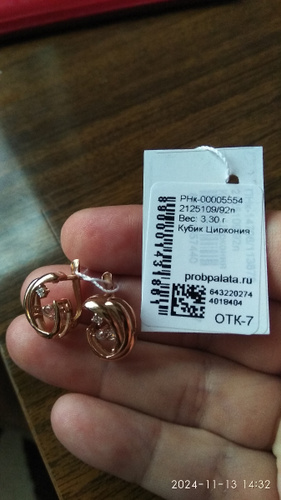 РНк-00005554
2125109/92п
Вес: 3.30 г
Кубик Циркония
probpalata.ru
643220274
4018404
ОТК-7
2024-11-13 14:32